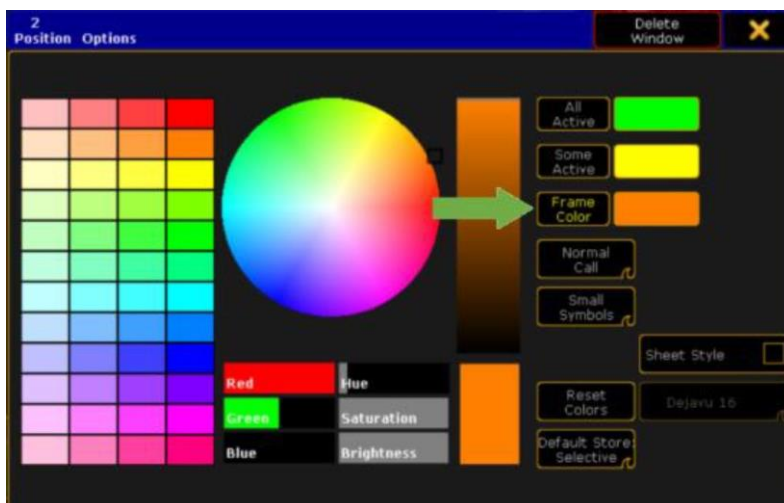 2
Position Options
Delete
Window
All
Active
Some
Active
Frame
Color
Normal
Call
Small
Symbols
Sheet Style
Red
Hue
Green
Saturation
Blue
Brightness
Reset
Colors
Dejavu 16
Default Store:
Selective